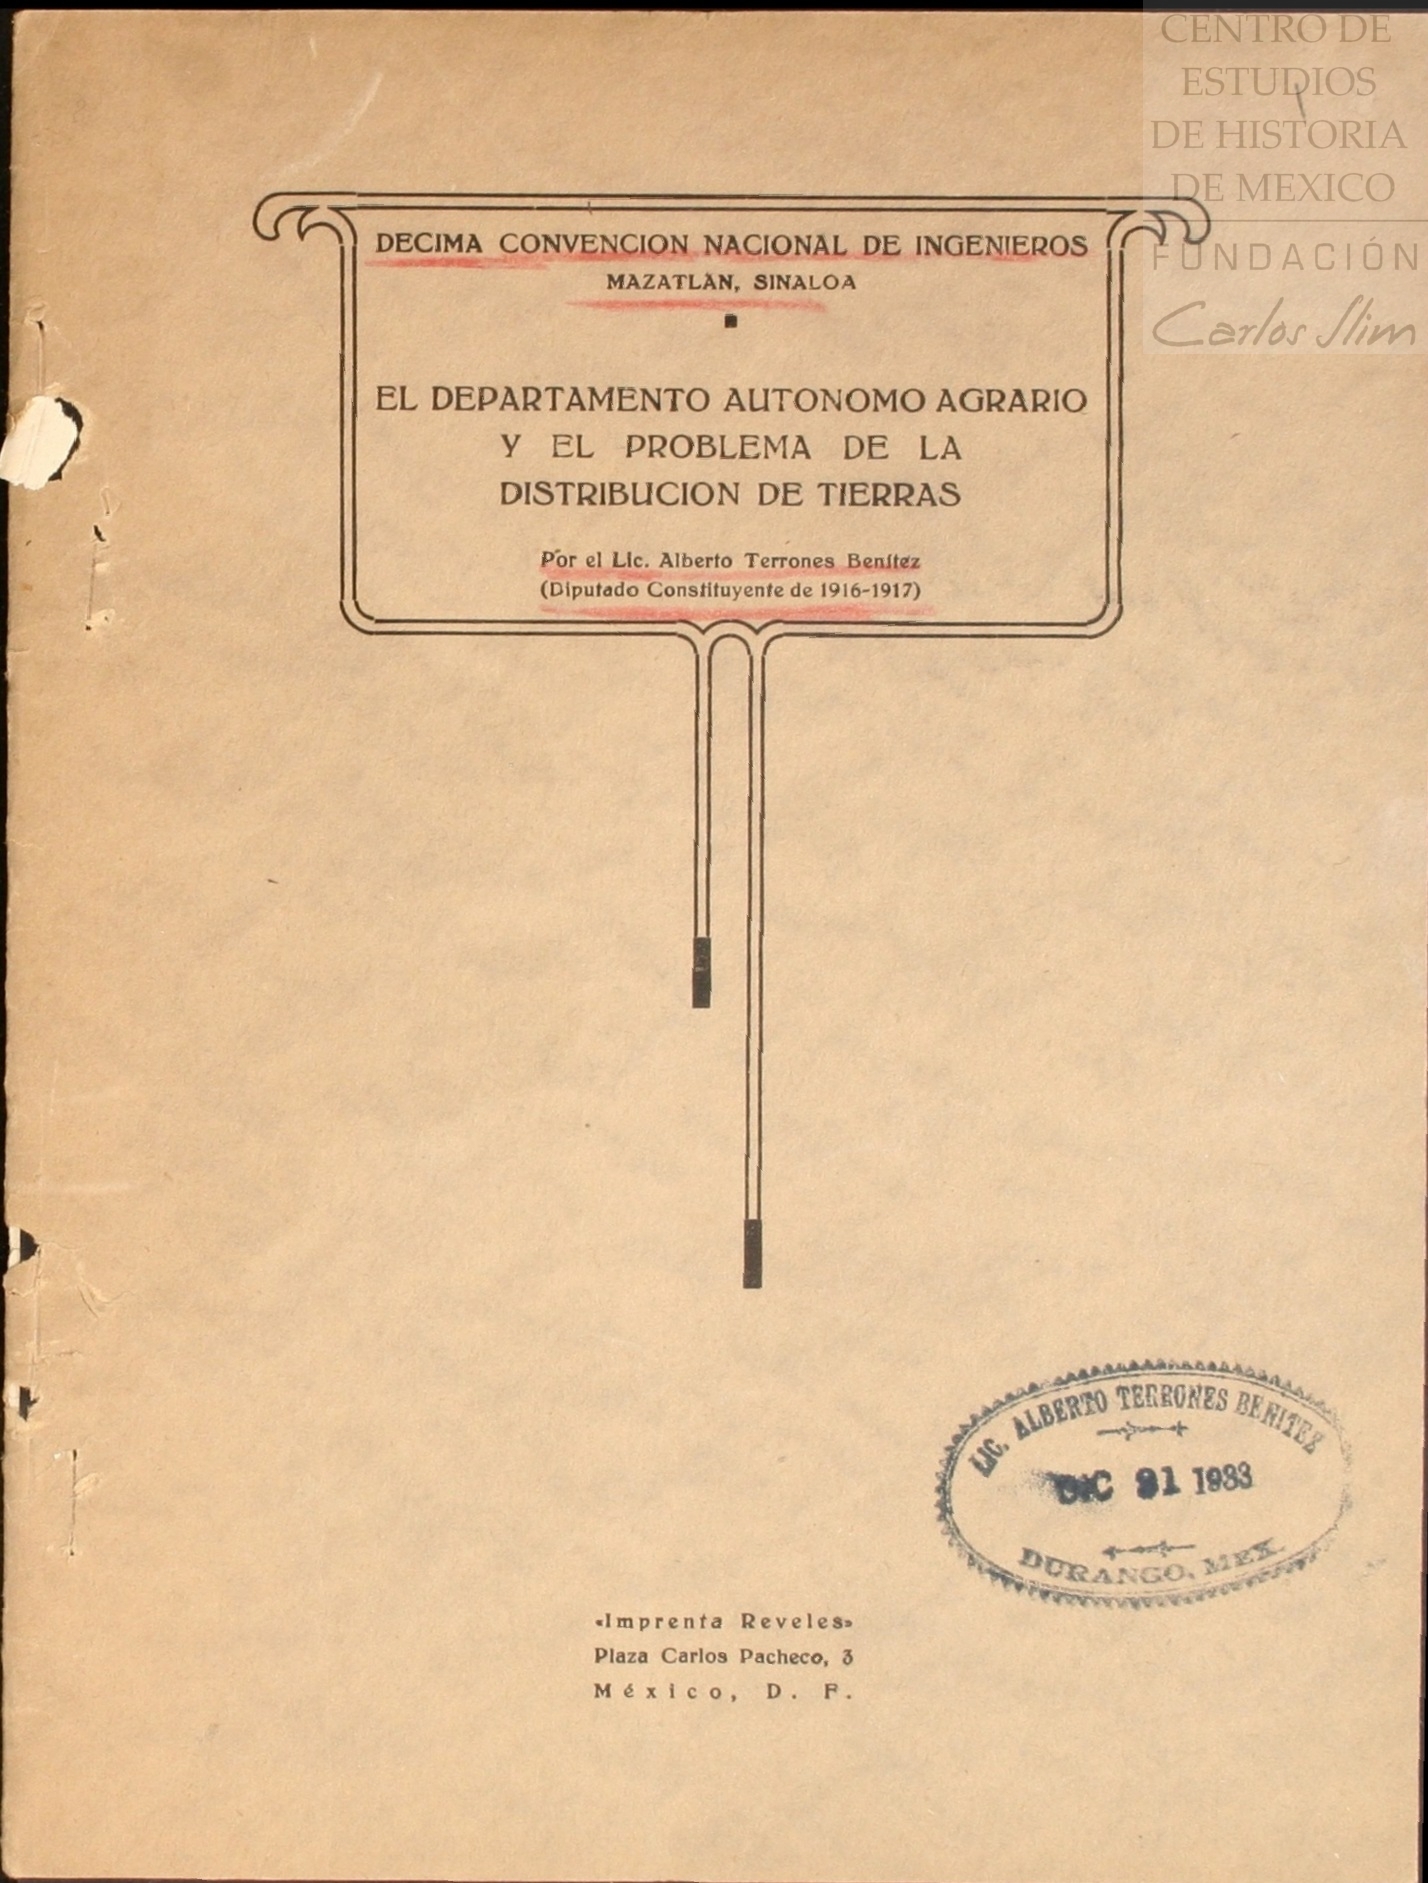 CENTRO DE
ESTUDIOS
DE HISTORIA
DE MEXICO
FUNDACIÓN
Carlos Slim
DECIMA CONVENCION NACIONAL DE INGENIEROS
MAZATLAN, SINALOA
EL DEPARTAMENTO AUTONOMO AGRARIO
Y EL PROBLEMA DE LA
DISTRIBUCION DE TIERRAS
Por el Lic. Alberto Terrones Benítez
(Diputado Constituyente de 1916-1917)
LIC. ALBERTO TERRONES BENITEZ
DIC 31 1933
DURANGO, MEX.
«Imprenta Reveles»
Plaza Carlos Pacheco, 3
México, D. F.